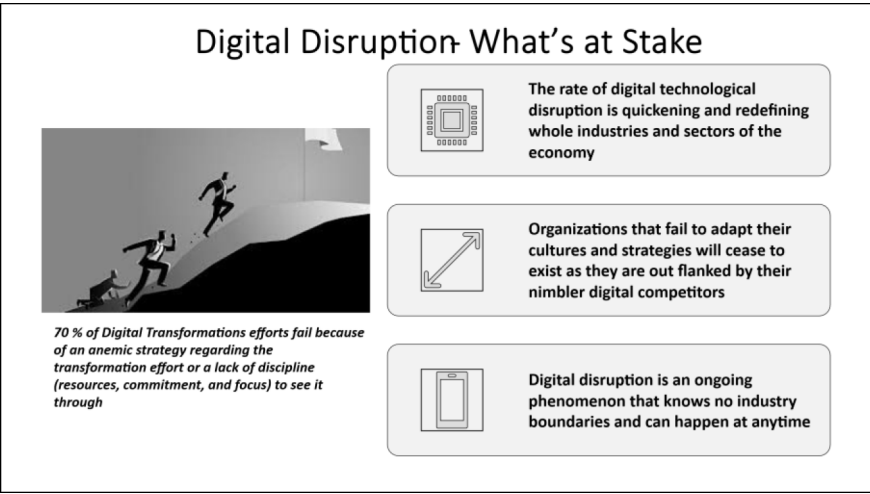 Digital Disruption- What's at Stake
The rate of digital technological
disruption is quickening and redefining
whole industries and sectors of the
economy
Organizations that fail to adapt their
cultures and strategies will cease to
exist as they are out flanked by their
nimbler digital competitors
70 % of Digital Transformations efforts fail because
of an anemic strategy regarding the
transformation effort or a lack of discipline
(resources, commitment, and focus) to see it
through
Digital disruption is an ongoing
phenomenon that knows no industry
boundaries and can happen at anytime